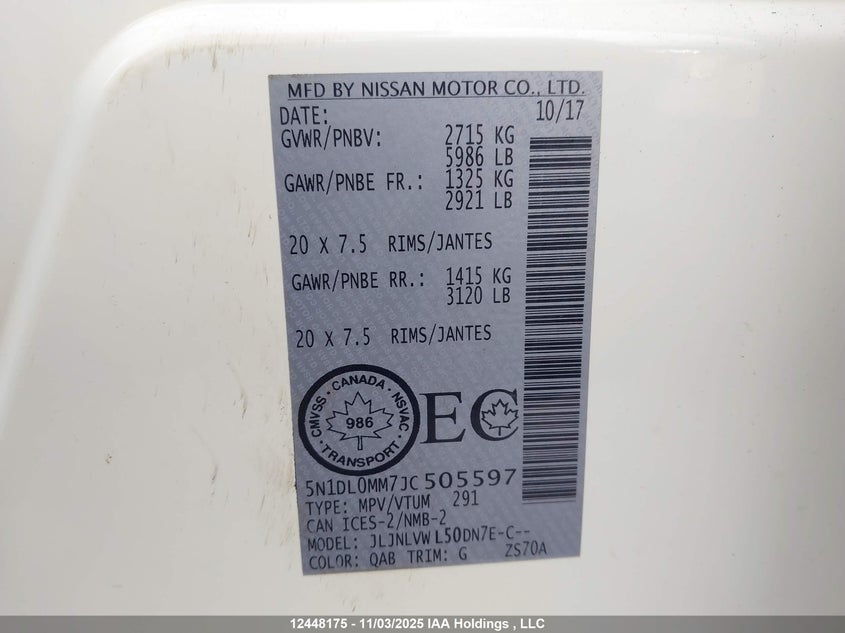 MFD BY NISSAN MOTOR CO., LTD.
DATE: 10/17
GVWR/PNBV: 2715 KG
5986 LB
GAWR/PNBE FR.: 1325 KG
2921 LB
20 X 7.5 RIMS/JANTES
GAWR/PNBE RR.: 1415 KG
3120 LB
20 X 7.5 RIMS/JANTES
CMVSS · CANADA · NSVAC
986
· TRANSPORT ·
EC
5N1DL0MM7JC505597
TYPE: MPV/VTUM 291
CAN ICES-2/NMB-2
MODEL: JLJNLVW L50DN7E-C--
COLOR: QAB TRIM: G ZS70A
12448175 - 11/03/2025 IAA Holdings , LLC